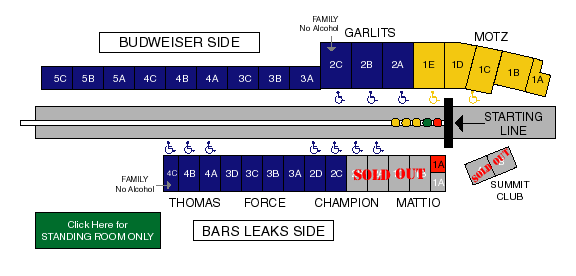 FAMILY
No Alcohol
GARLITS
MOTZ
BUDWEISER SIDE
2C 2B 2A 1E 1D 1C 1B 1A
5C 5B 5A 4C 4B 4A 3C 3B 3A
STARTING
LINE
4C 4B 4A 3D 3C 3B 3A 2D 2C SOLD OUT 1A
1A
SOLD OUT
FAMILY
No Alcohol
SUMMIT
CLUB
THOMAS FORCE CHAMPION MATTIO
Click Here for
STANDING ROOM ONLY
BARS LEAKS SIDE